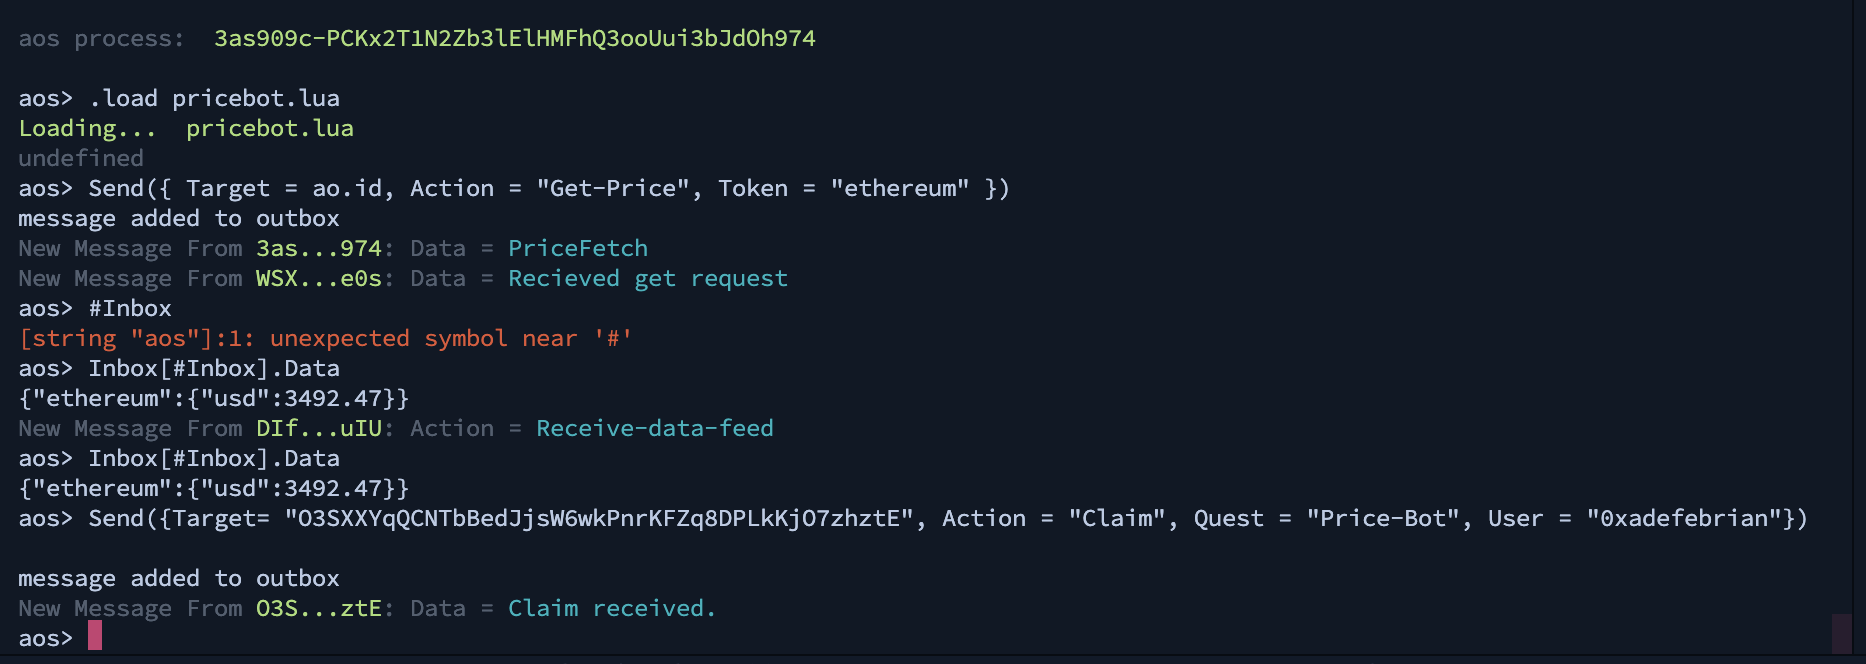 aos process:  3as909c-PCKx2T1N2Zb3lElHMFhQ3ooUui3bJdOh974
aos> .load pricebot.lua
Loading...  pricebot.lua
undefined
aos> Send({ Target = ao.id, Action = "Get-Price", Token = "ethereum" })
message added to outbox
New Message From 3as...974: Data = PriceFetch
New Message From WSX...e0s: Data = Recieved get request
aos> #Inbox
[string "aos"]:1: unexpected symbol near '#'
aos> Inbox[#Inbox].Data
{"ethereum":{"usd":3492.47}}
New Message From DIf...uIU: Action = Receive-data-feed
aos> Inbox[#Inbox].Data
{"ethereum":{"usd":3492.47}}
aos> Send({Target= "O3SXXYqQCNTbBedJjsW6wkPnrKFZq8DPLkKjO7zhztE", Action = "Claim", Quest = "Price-Bot", User = "0xadefebrian"})
message added to outbox
New Message From O3S...ztE: Data = Claim received.
aos>